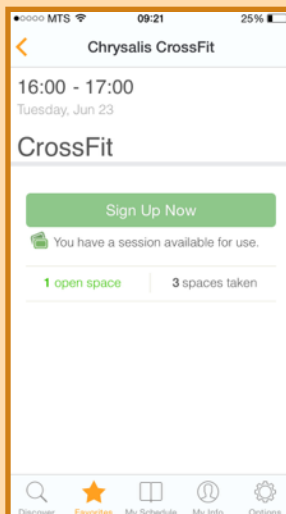 MTS 09:21 25%
Chrysalis CrossFit
16:00 - 17:00
Tuesday, Jun 23
CrossFit
Sign Up Now
You have a session available for use.
1 open space 3 spaces taken
Discover Favorites My Schedule My Info Options